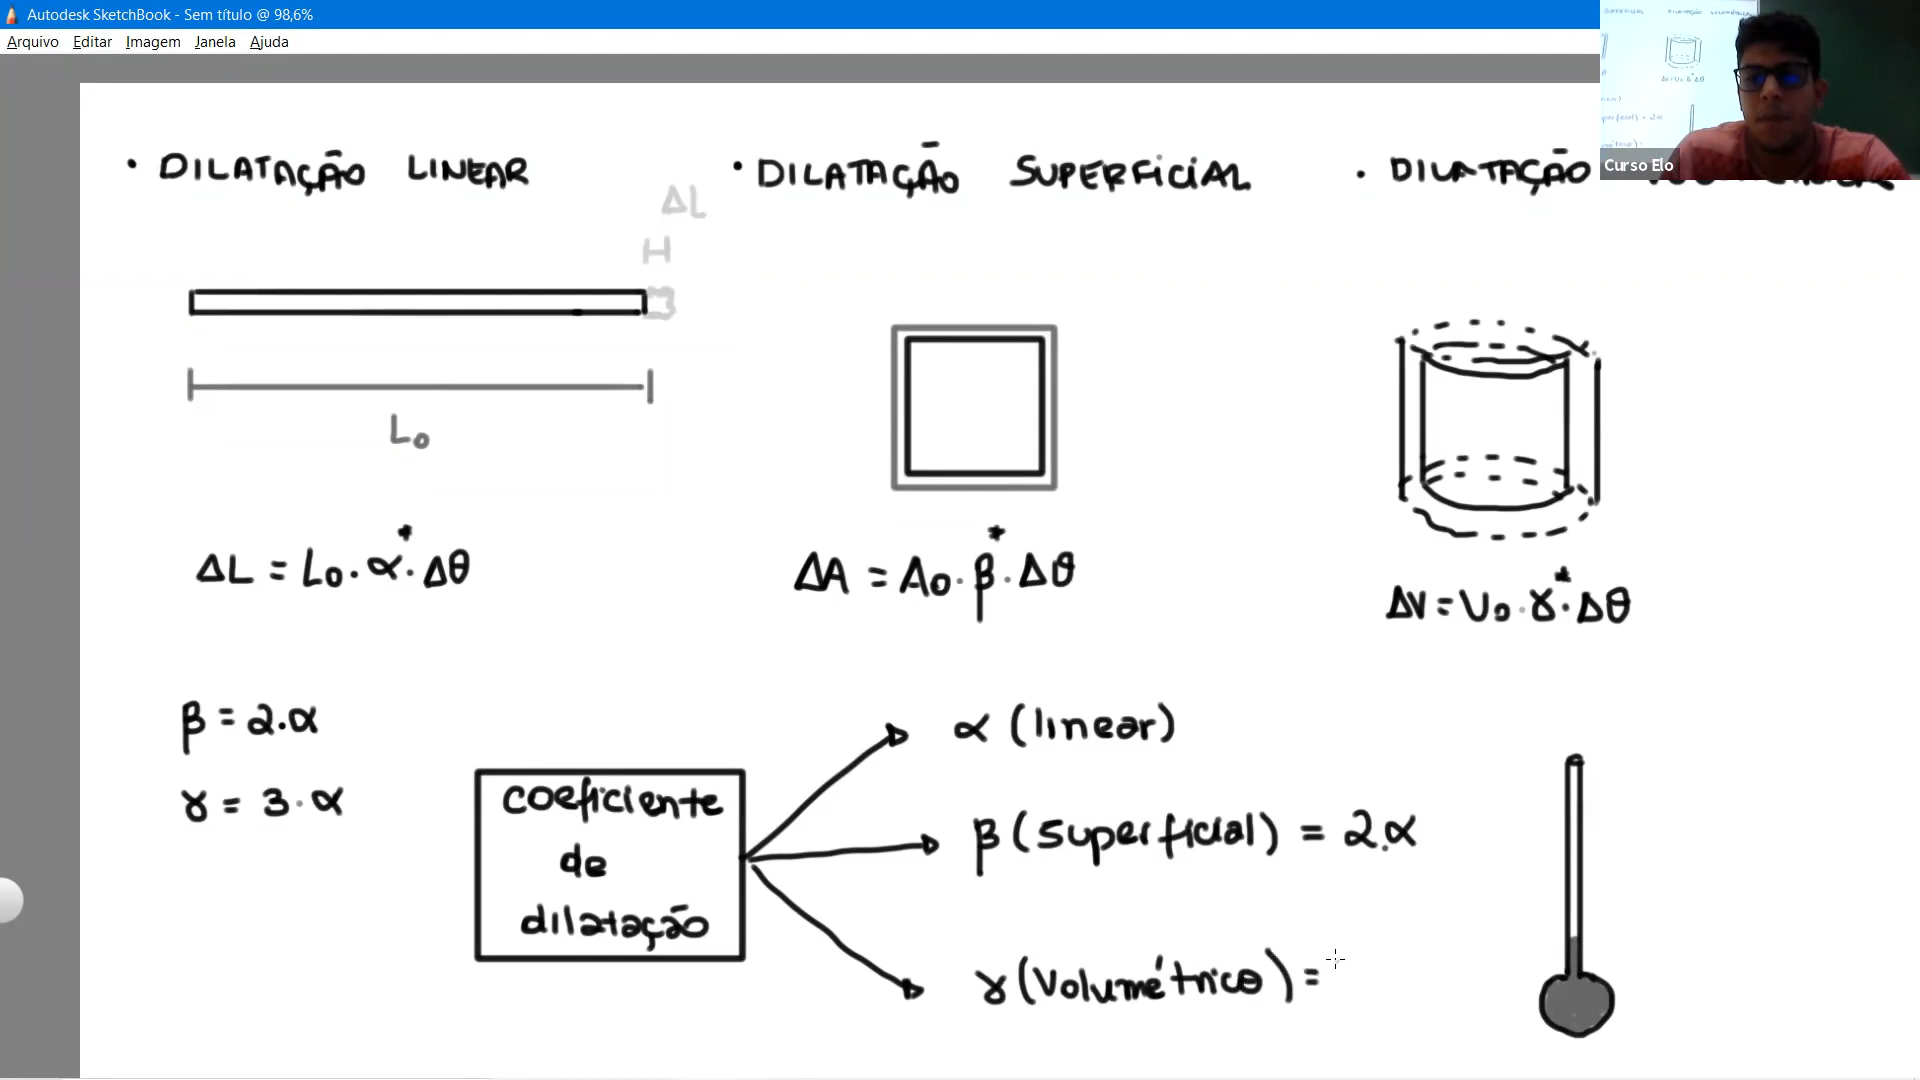 Autodesk SketchBook - Sem título @ 98,6%
Arquivo Editar Imagem Janela Ajuda
Curso Elo
• DILATAÇÃO LINEAR
• DILATAÇÃO SUPERFICIAL
• DILATAÇÃO
ΔL
H
L₀
ΔL = L₀ . α* . Δθ
ΔA = A₀ . β* . Δθ
ΔV = V₀ . γ* . Δθ
β = 2.α
γ = 3.α
coeficiente
de
dilatação
α (linear)
β (superficial) = 2.α
γ (volumétrico) =